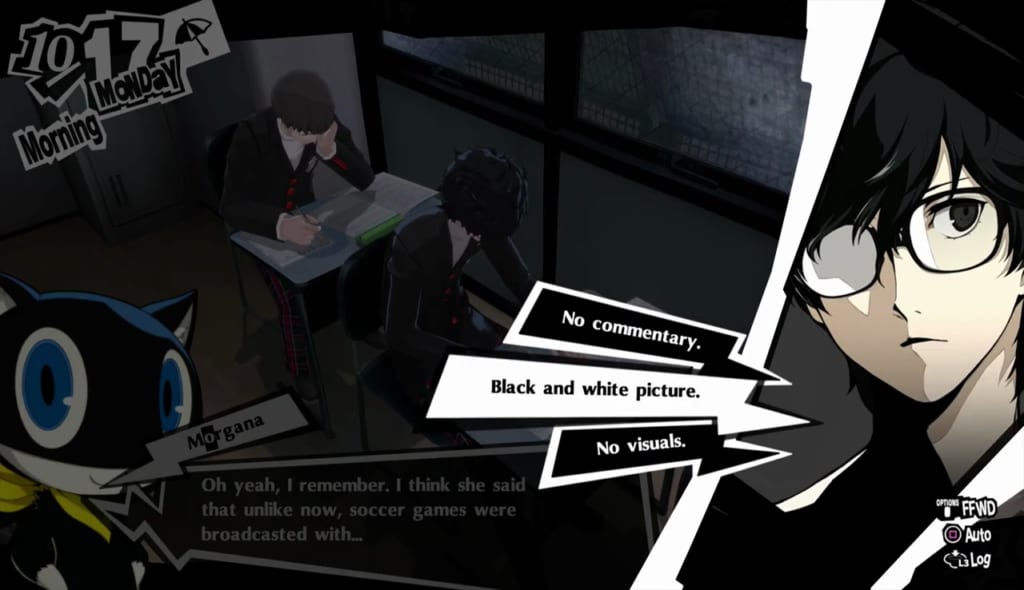 10 17
MONDAY
Morning
No commentary.
Black and white picture.
No visuals.
Morgana
Oh yeah, I remember. I think she said
that unlike now, soccer games were
broadcasted with...
OPTIONS FFWD
Auto
L3 Log